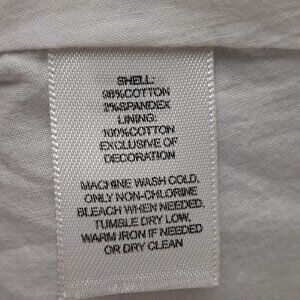 SHELL:
98%COTTON
2%SPANDEX
LINING:
100%COTTON
EXCLUSIVE OF
DECORATION
MACHINE WASH COLD,
ONLY NON-CHLORINE
BLEACH WHEN NEEDED.
TUMBLE DRY LOW,
WARM IRON IF NEEDED
OR DRY CLEAN